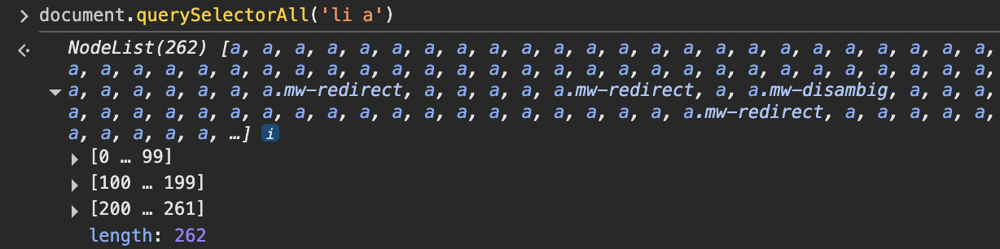 > document.querySelectorAll('li a')
NodeList(262) [a, a, a, a, a, a, a, a, a, a, a, a, a, a, a, a, a, a, a, a, a, a, a, a,
a, a, a, a, a, a, a, a, a, a, a, a, a, a, a, a, a, a, a, a, a, a, a, a, a, a, a, a, a,
a, a, a, a, a, a, a.mw-redirect, a, a, a, a, a.mw-redirect, a, a.mw-disambig, a, a, a,
a, a, a, a, a, a, a, a, a, a, a, a, a, a, a, a, a, a, a, a.mw-redirect, a, a, a, a, a,
a, a, a, a, a, …] i
[0 … 99]
[100 … 199]
[200 … 261]
length: 262